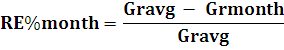 RE%month = (Gravg − Grmonth) / Gravg